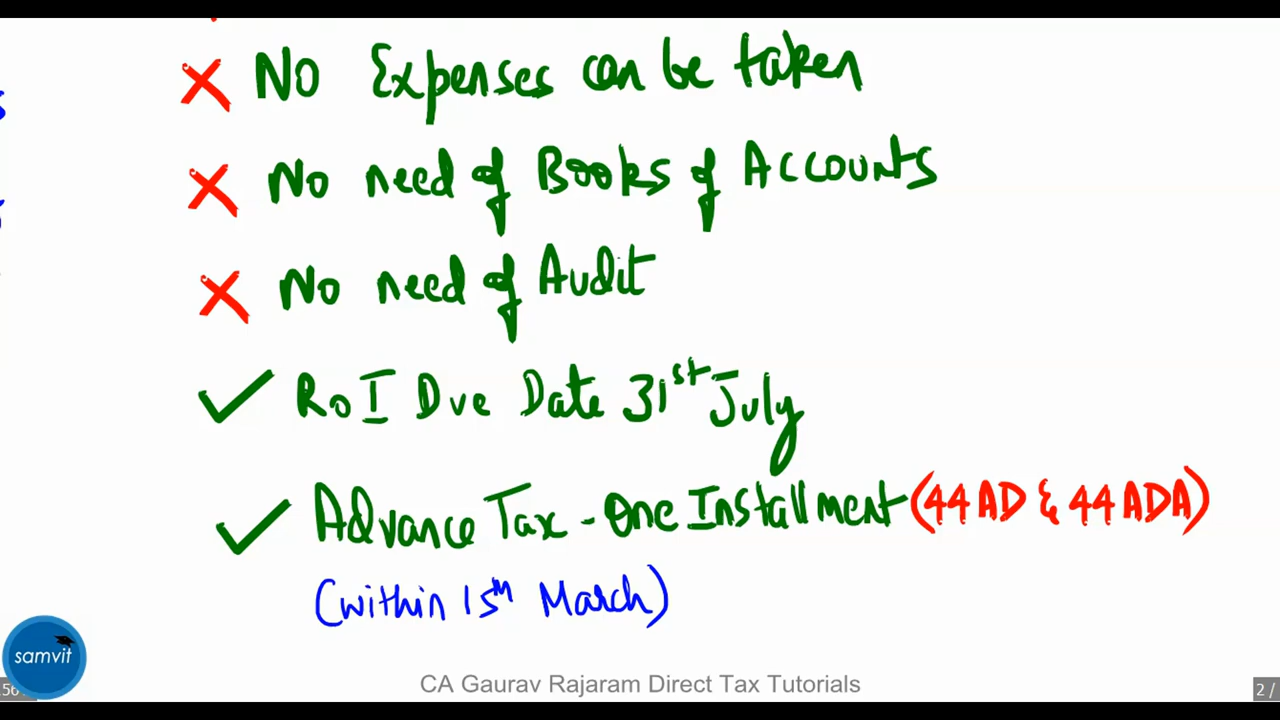 No Expenses can be taken
No need of Books of Accounts
No need of Audit
RoI Due Date 31st July
Advance Tax - One Installment (44AD & 44ADA)
(within 15th March)
samvit
CA Gaurav Rajaram Direct Tax Tutorials
2 /